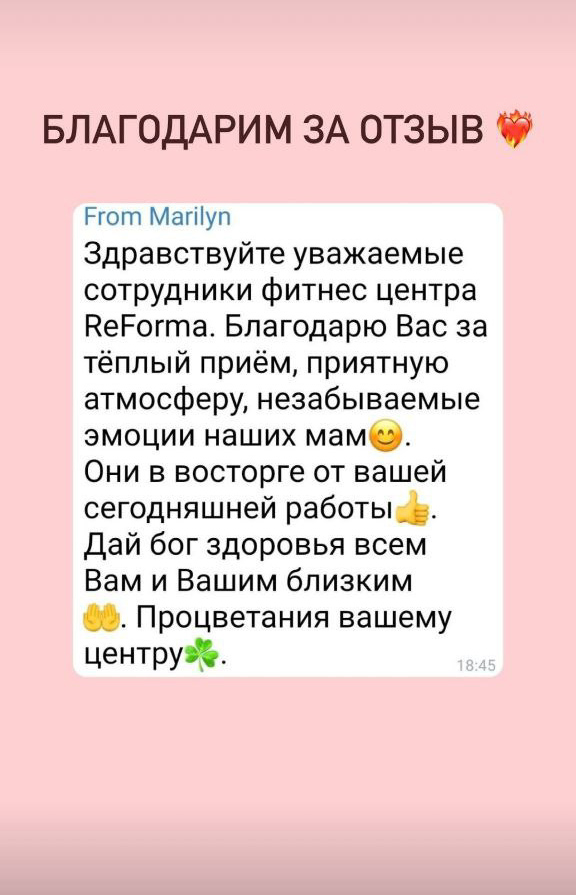 БЛАГОДАРИМ ЗА ОТЗЫВ ❤️‍🔥
From Marilyn
Здравствуйте уважаемые
сотрудники фитнес центра
ReForma. Благодарю Вас за
тёплый приём, приятную
атмосферу, незабываемые
эмоции наших мам😊.
Они в восторге от вашей
сегодняшней работы👍.
Дай бог здоровья всем
Вам и Вашим близким
🤲. Процветания вашему
центру☘️.
18:45